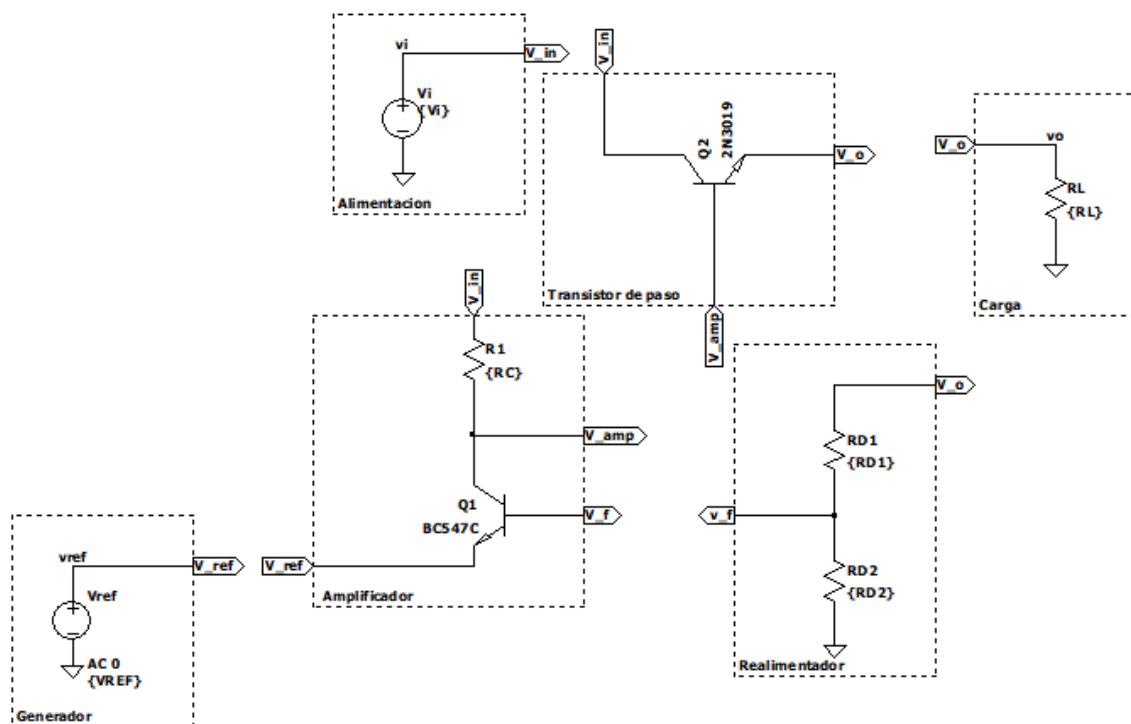 vi
V_in
Vi
{Vi}
Alimentacion
V_in
Q2
2N3019
V_o
Transistor de paso
V_amp
V_o
vo
RL
{RL}
Carga
V_in
R1
{RC}
V_amp
Q1
BC547C
V_f
V_ref
Amplificador
V_o
RD1
{RD1}
v_f
RD2
{RD2}
Realimentador
vref
V_ref
Vref
AC 0
{VREF}
Generador